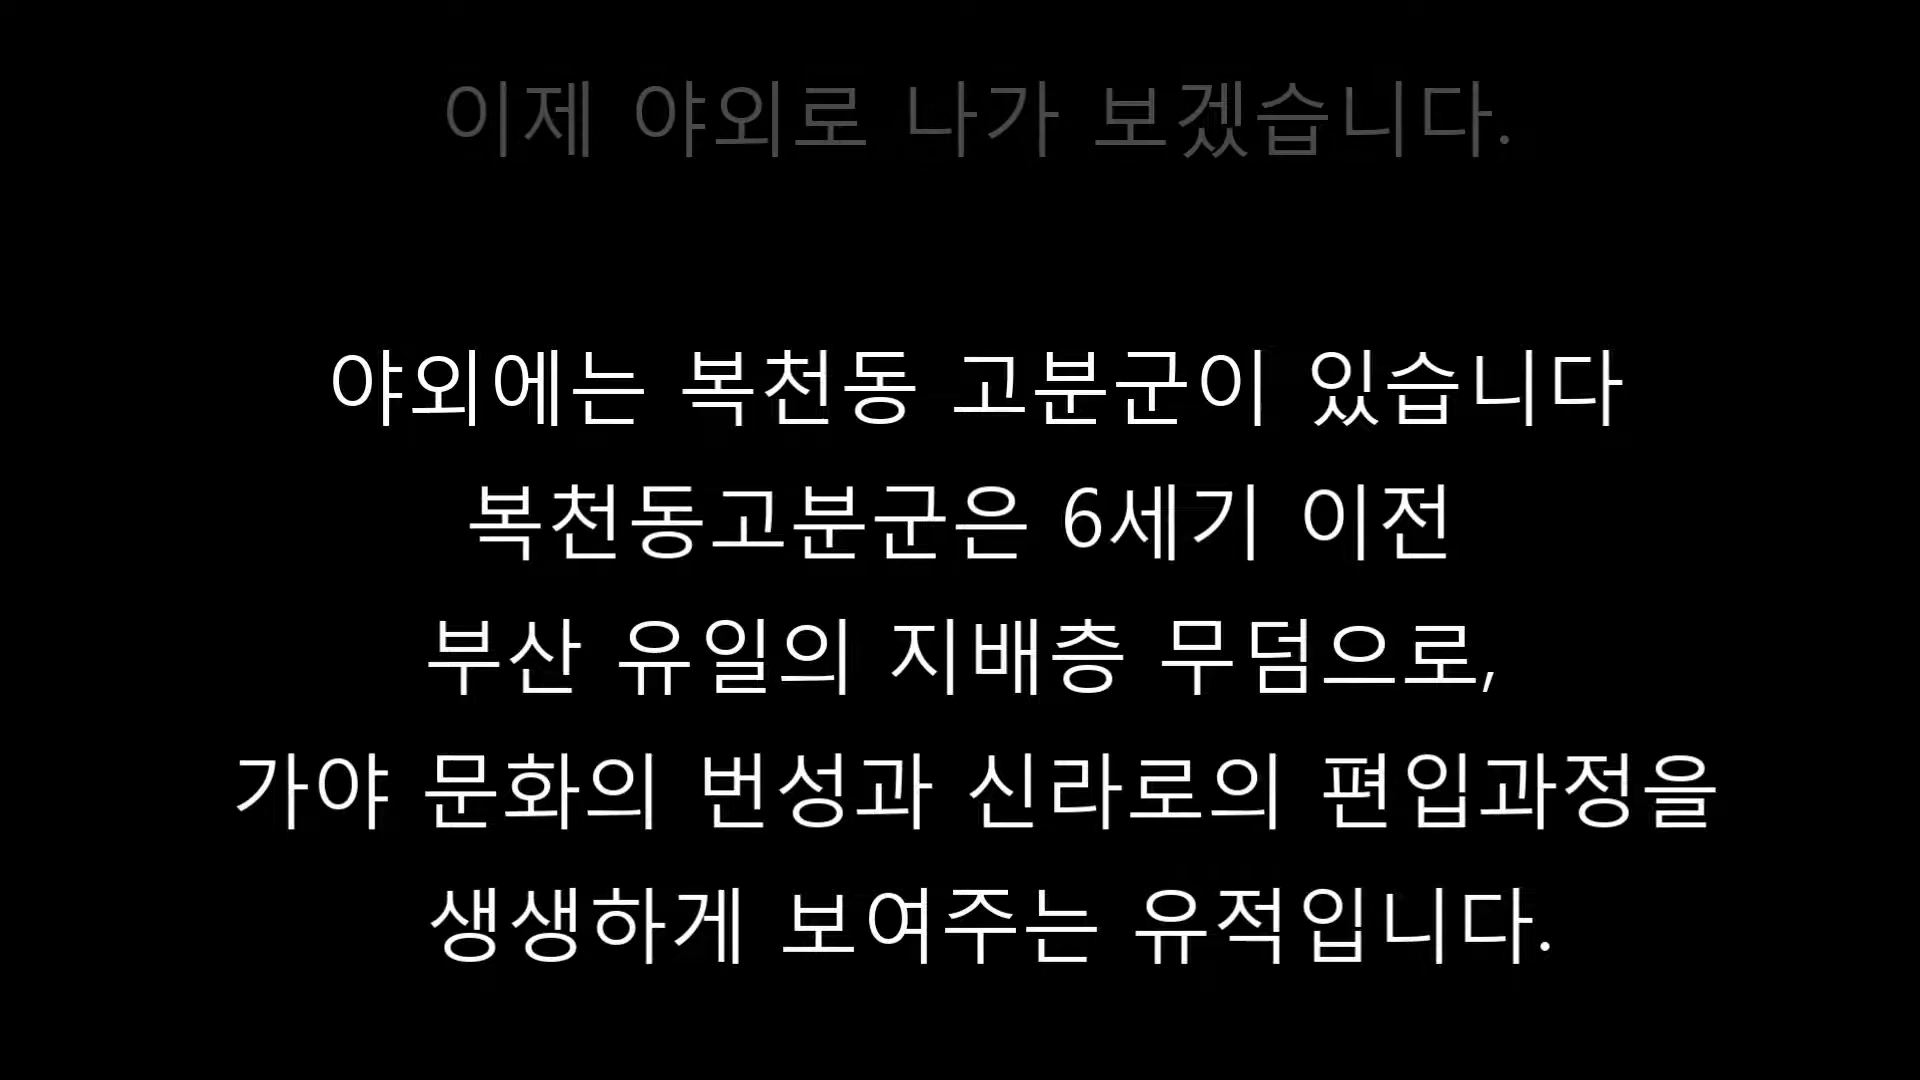 이제 야외로 나가 보겠습니다.
야외에는 복천동 고분군이 있습니다
복천동고분군은 6세기 이전
부산 유일의 지배층 무덤으로,
가야 문화의 번성과 신라로의 편입과정을
생생하게 보여주는 유적입니다.